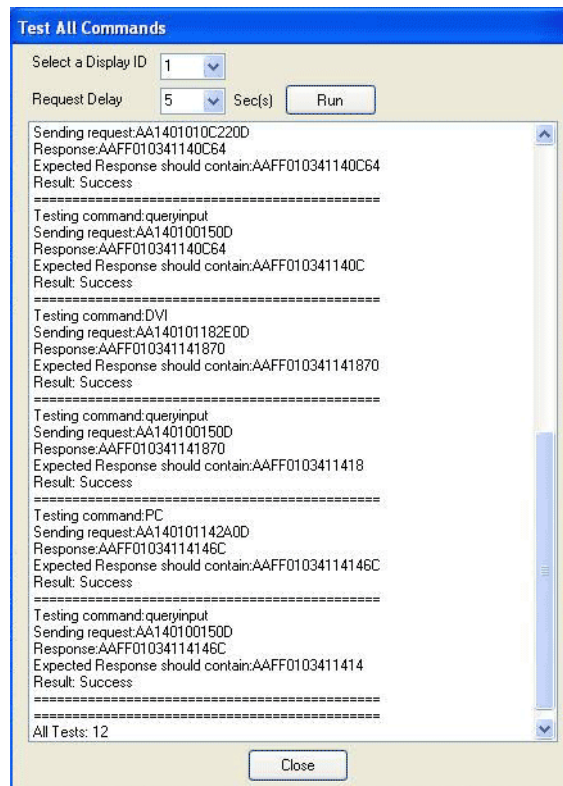 Test All Commands
Select a Display ID 1
Request Delay 5 Sec(s) Run
Sending request:AA1401010C220D
Response:AAFF010341140C64
Expected Response should contain:AAFF010341140C64
Result: Success
==============================================
Testing command:queryinput
Sending request:AA140100150D
Response:AAFF010341140C64
Expected Response should contain:AAFF010341140C
Result: Success
==============================================
Testing command:DVI
Sending request:AA140101182E0D
Response:AAFF010341141870
Expected Response should contain:AAFF010341141870
Result: Success
==============================================
Testing command:queryinput
Sending request:AA140100150D
Response:AAFF010341141870
Expected Response should contain:AAFF0103411418
Result: Success
==============================================
Testing command:PC
Sending request:AA140101142A0D
Response:AAFF01034114146C
Expected Response should contain:AAFF01034114146C
Result: Success
==============================================
Testing command:queryinput
Sending request:AA140100150D
Response:AAFF01034114146C
Expected Response should contain:AAFF0103411414
Result: Success
==============================================
==============================================
All Tests: 12
Close